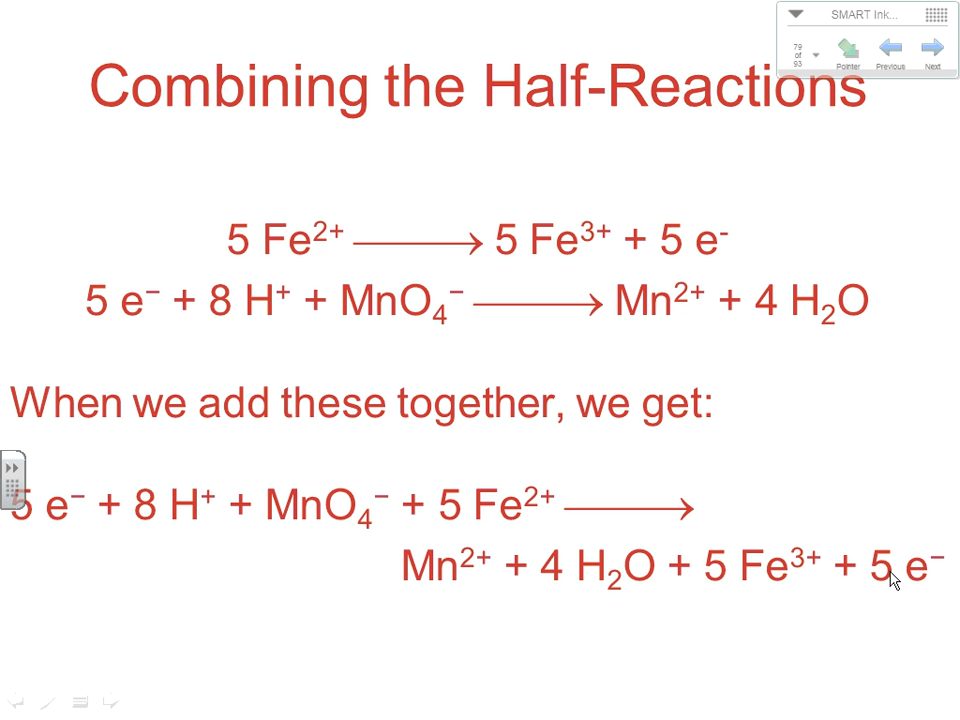 SMART Ink...
79
of
93
Pointer Previous Next
Combining the Half-Reactions
5 Fe²⁺ ⟶ 5 Fe³⁺ + 5 e⁻
5 e⁻ + 8 H⁺ + MnO₄⁻ ⟶ Mn²⁺ + 4 H₂O
When we add these together, we get:
5 e⁻ + 8 H⁺ + MnO₄⁻ + 5 Fe²⁺ ⟶
Mn²⁺ + 4 H₂O + 5 Fe³⁺ + 5 e⁻